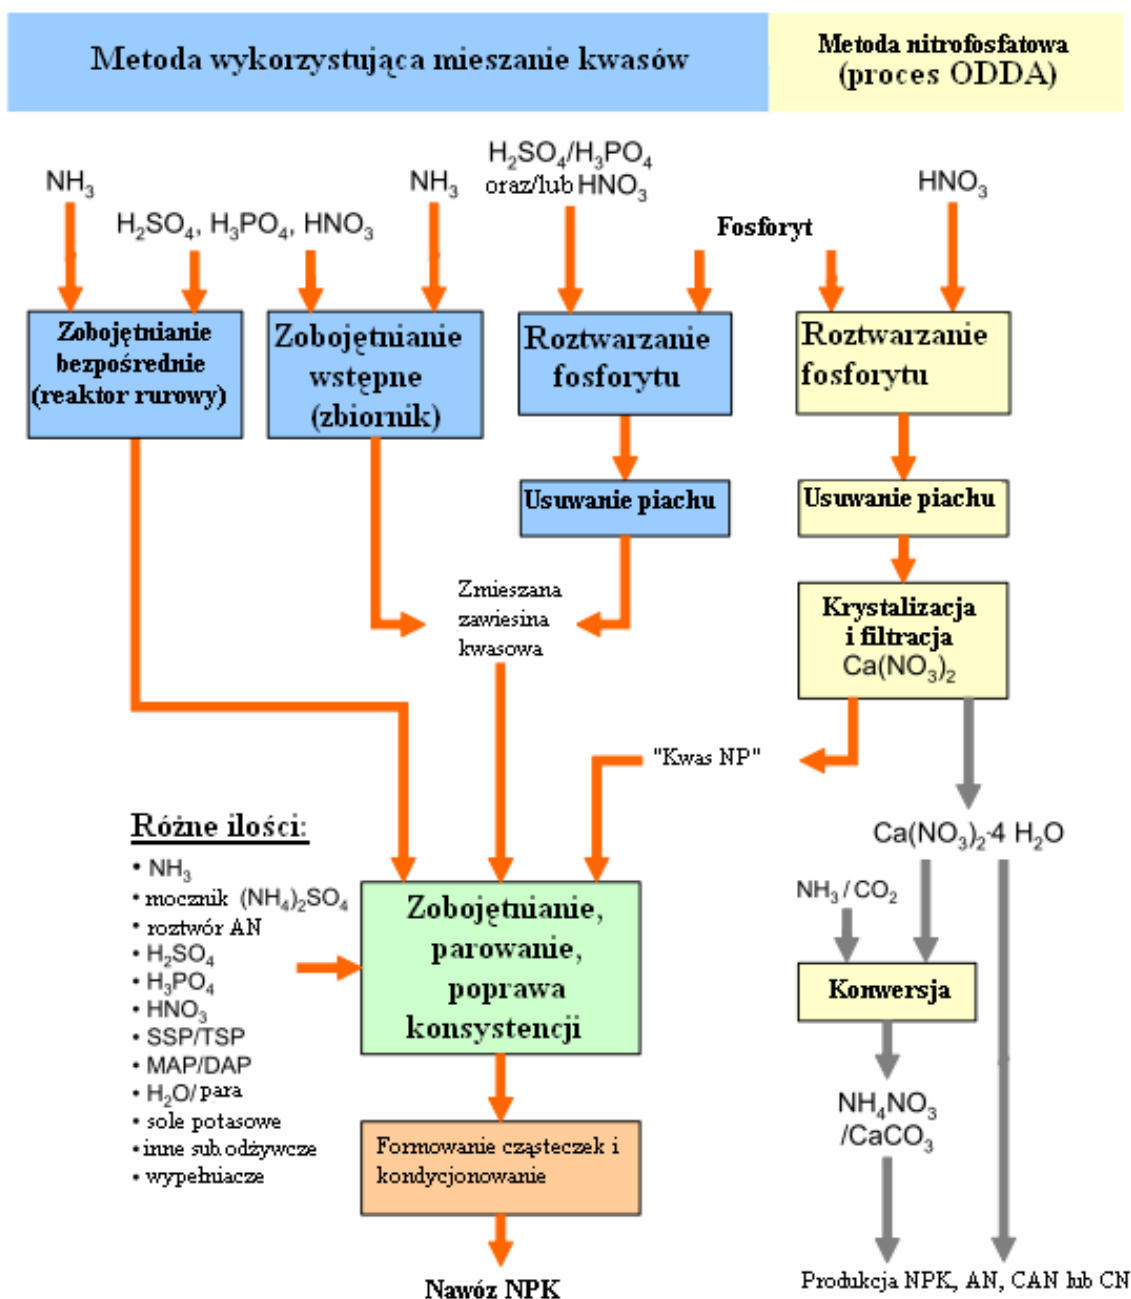 Metoda wykorzystująca mieszanie kwasów
Metoda nitrofosfatowa
(proces ODDA)
NH₃
H₂SO₄, H₃PO₄, HNO₃
NH₃
H₂SO₄/H₃PO₄
oraz/lub HNO₃
Fosforyt
HNO₃
Zobojętnianie
bezpośrednie
(reaktor rurowy)
Zobojętnianie
wstępne
(zbiornik)
Roztwarzanie
fosforytu
Roztwarzanie
fosforytu
Usuwanie piachu
Usuwanie piachu
Zmieszana
zawiesina
kwasowa
Krystalizacja
i filtracja
Ca(NO₃)₂
"Kwas NP"
Ca(NO₃)₂·4 H₂O
NH₃/CO₂
Różne ilości:
• NH₃
• mocznik (NH₄)₂SO₄
• roztwór AN
• H₂SO₄
• H₃PO₄
• HNO₃
• SSP/TSP
• MAP/DAP
• H₂O/para
• sole potasowe
• inne sub.odżywcze
• wypełniacze
Zobojętnianie,
parowanie,
poprawa
konsystencji
Konwersja
NH₄NO₃
/CaCO₃
Formowanie cząsteczek i
kondycjonowanie
Nawóz NPK
Produkcja NPK, AN, CAN lub CN